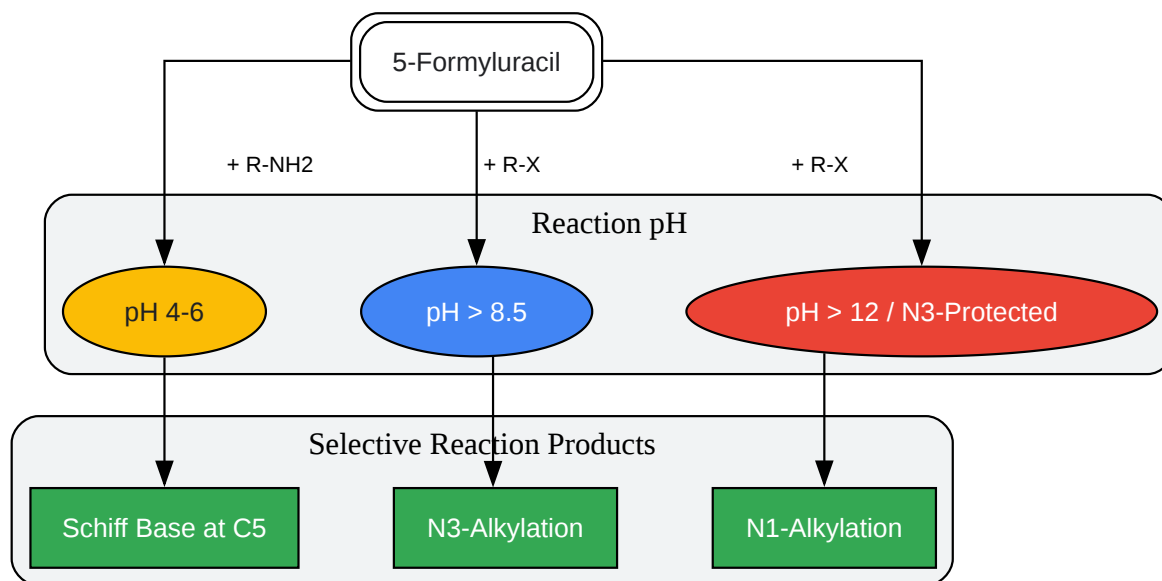 5-Formyluracil
+ R-NH2
+ R-X
+ R-X
Reaction pH
pH 4-6
pH > 8.5
pH > 12 / N3-Protected
Selective Reaction Products
Schiff Base at C5
N3-Alkylation
N1-Alkylation